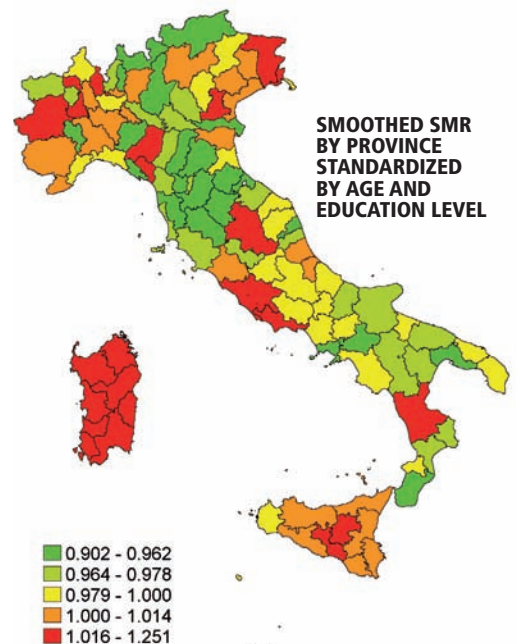 SMOOTHED SMR
BY PROVINCE
STANDARDIZED
BY AGE AND
EDUCATION LEVEL
0.902 - 0.962
0.964 - 0.978
0.979 - 1.000
1.000 - 1.014
1.016 - 1.251